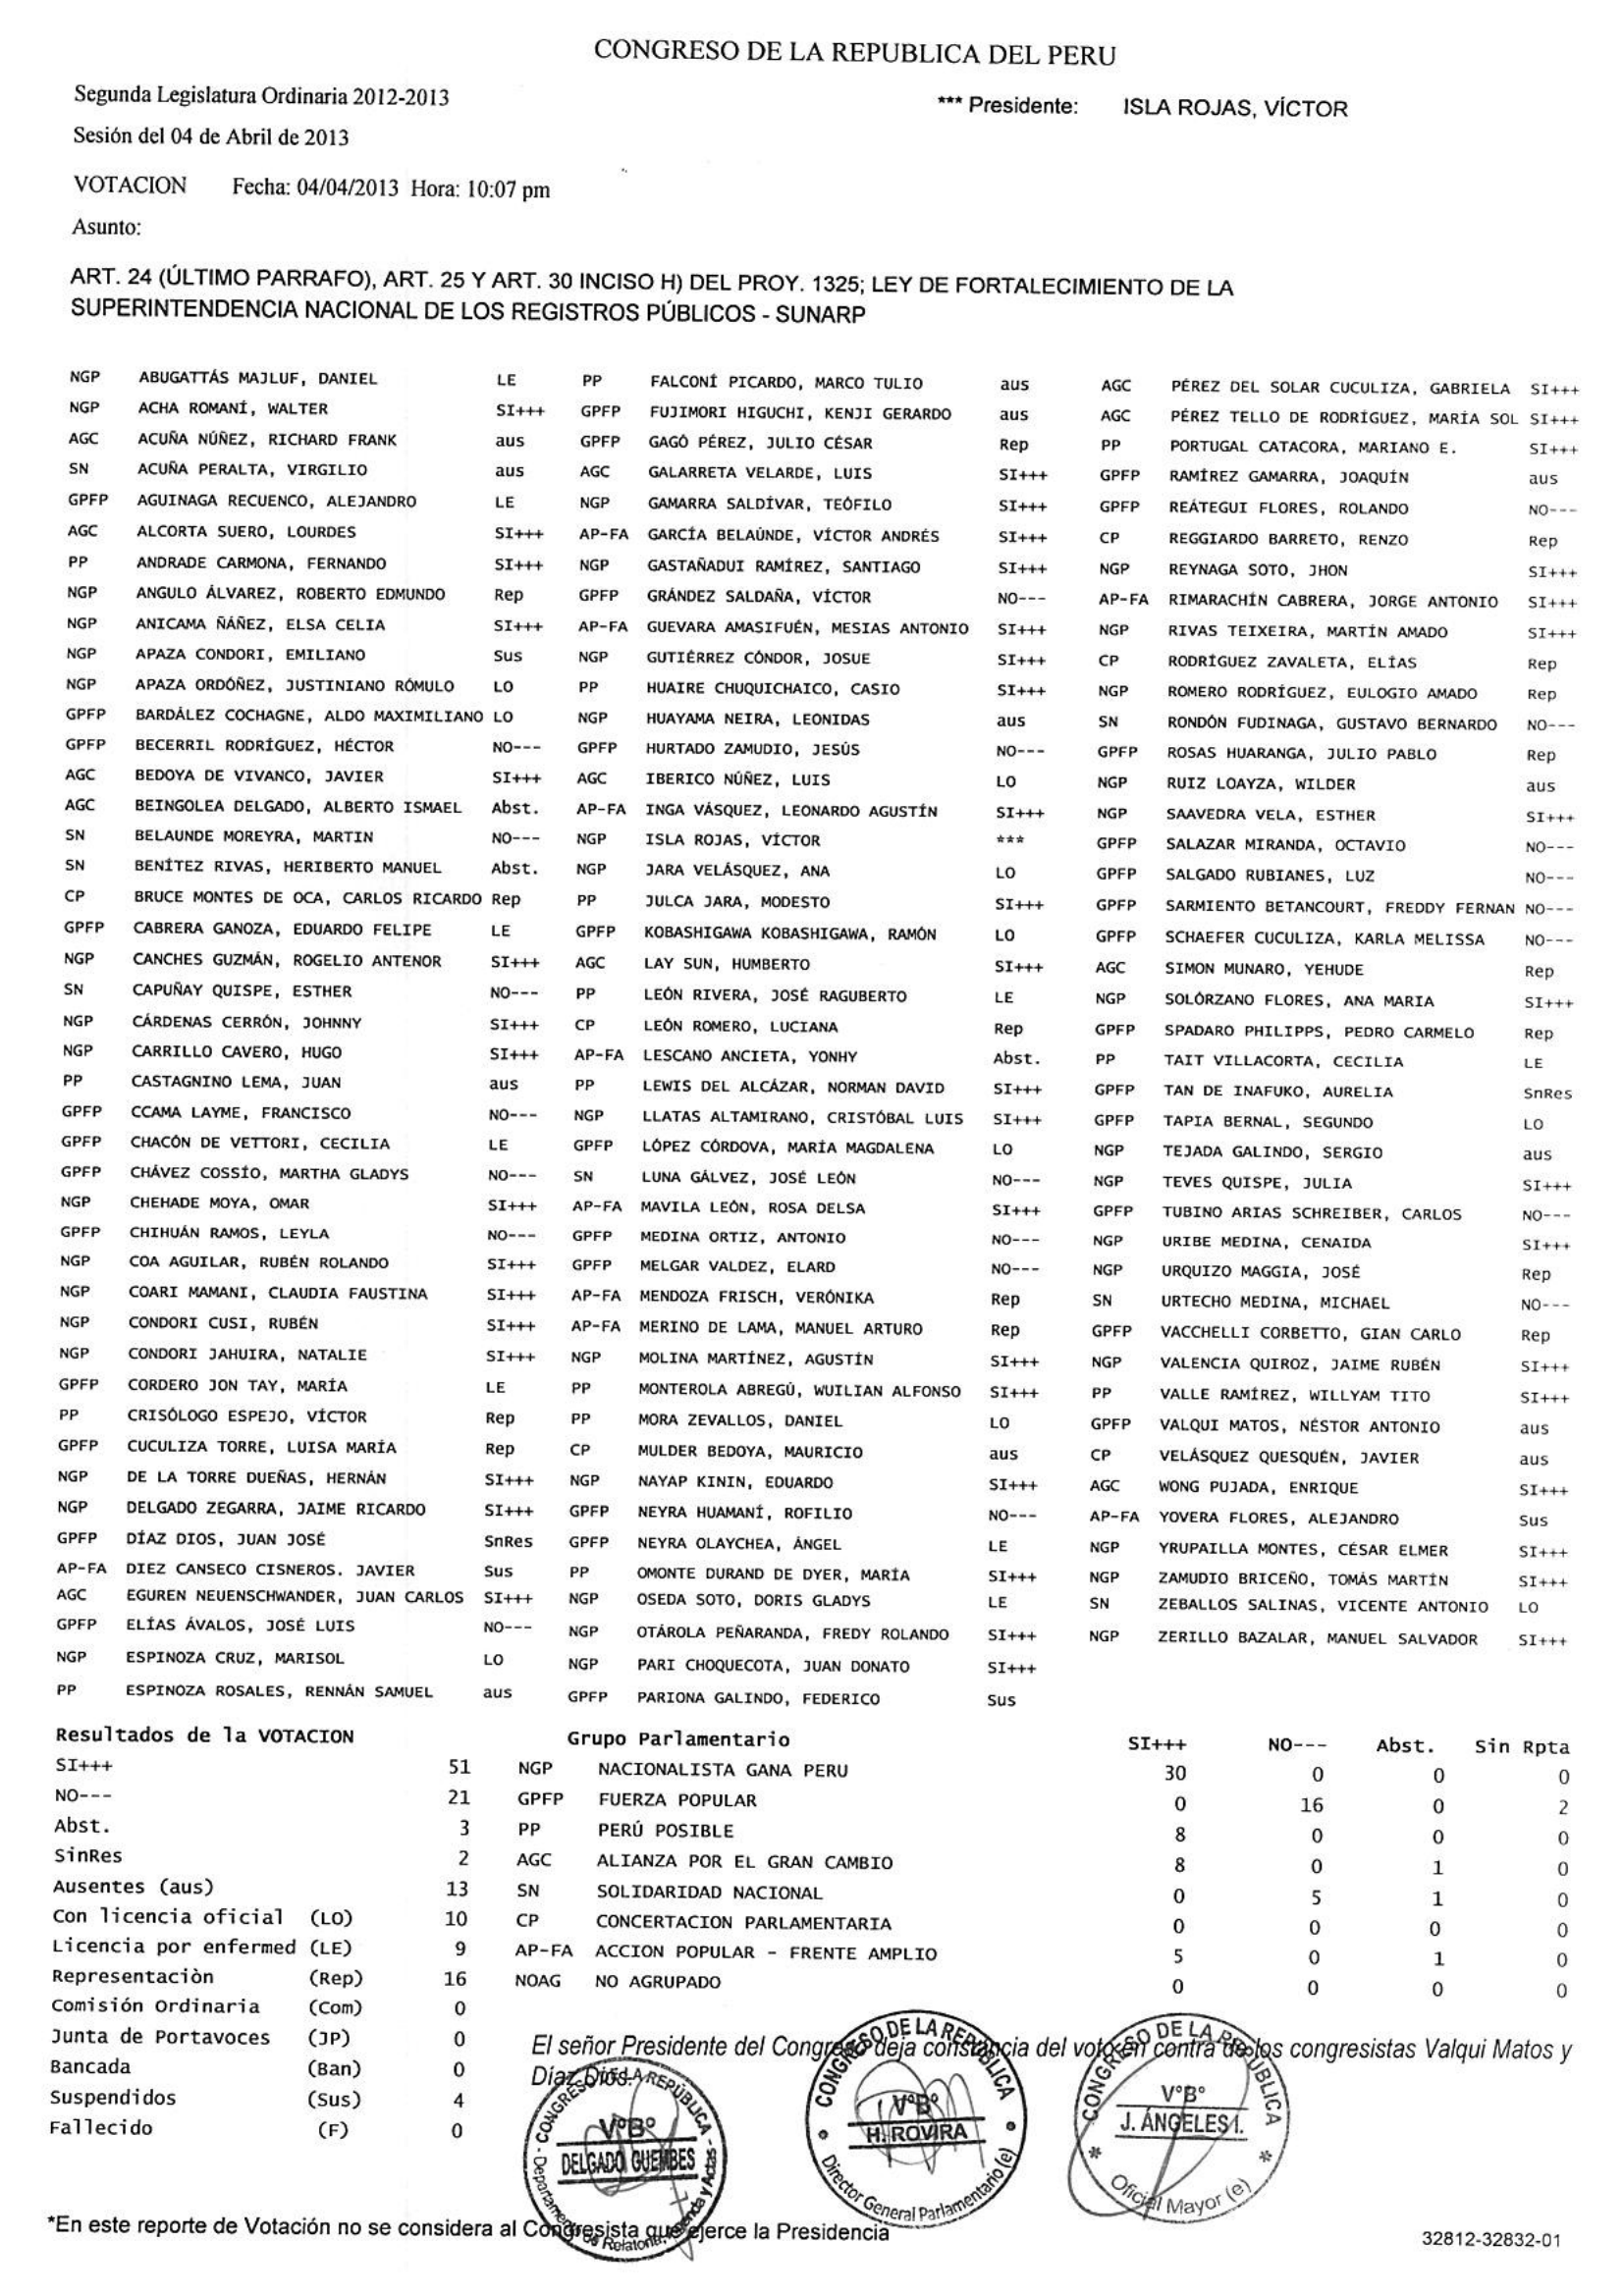 CONGRESO DE LA REPUBLICA DEL PERU
Segunda Legislatura Ordinaria 2012-2013
*** Presidente: ISLA ROJAS, VÍCTOR
Sesión del 04 de Abril de 2013
VOTACION Fecha: 04/04/2013 Hora: 10:07 pm
Asunto:
ART. 24 (ÚLTIMO PARRAFO), ART. 25 Y ART. 30 INCISO H) DEL PROY. 1325; LEY DE FORTALECIMIENTO DE LA
SUPERINTENDENCIA NACIONAL DE LOS REGISTROS PÚBLICOS - SUNARP
NGP ABUGATTÁS MAJLUF, DANIEL LE PP FALCONÍ PICARDO, MARCO TULIO aus AGC PÉREZ DEL SOLAR CUCULIZA, GABRIELA SI+++
NGP ACHA ROMANÍ, WALTER SI+++ GPFP FUJIMORI HIGUCHI, KENJI GERARDO aus AGC PÉREZ TELLO DE RODRÍGUEZ, MARÍA SOL SI+++
AGC ACUÑA NÚÑEZ, RICHARD FRANK aus GPFP GAGÓ PÉREZ, JULIO CÉSAR Rep PP PORTUGAL CATACORA, MARIANO E. SI+++
SN ACUÑA PERALTA, VIRGILIO aus AGC GALARRETA VELARDE, LUIS SI+++ GPFP RAMÍREZ GAMARRA, JOAQUÍN aus
GPFP AGUINAGA RECUENCO, ALEJANDRO LE NGP GAMARRA SALDÍVAR, TEÓFILO SI+++ GPFP REÁTEGUI FLORES, ROLANDO NO---
AGC ALCORTA SUERO, LOURDES SI+++ AP-FA GARCÍA BELAÚNDE, VÍCTOR ANDRÉS SI+++ CP REGGIARDO BARRETO, RENZO Rep
PP ANDRADE CARMONA, FERNANDO SI+++ NGP GASTAÑADUI RAMÍREZ, SANTIAGO SI+++ NGP REYNAGA SOTO, JHON SI+++
NGP ANGULO ÁLVAREZ, ROBERTO EDMUNDO Rep GPFP GRÁNDEZ SALDAÑA, VÍCTOR NO--- AP-FA RIMARACHÍN CABRERA, JORGE ANTONIO SI+++
NGP ANICAMA ÑÁÑEZ, ELSA CELIA SI+++ AP-FA GUEVARA AMASIFUÉN, MESIAS ANTONIO SI+++ NGP RIVAS TEIXEIRA, MARTÍN AMADO SI+++
NGP APAZA CONDORI, EMILIANO Sus NGP GUTIÉRREZ CÓNDOR, JOSUE SI+++ CP RODRÍGUEZ ZAVALETA, ELÍAS Rep
NGP APAZA ORDÓÑEZ, JUSTINIANO RÓMULO LO PP HUAIRE CHUQUICHAICO, CASIO SI+++ NGP ROMERO RODRÍGUEZ, EULOGIO AMADO Rep
GPFP BARDÁLEZ COCHAGNE, ALDO MAXIMILIANO LO NGP HUAYAMA NEIRA, LEONIDAS aus SN RONDÓN FUDINAGA, GUSTAVO BERNARDO NO---
GPFP BECERRIL RODRÍGUEZ, HÉCTOR NO--- GPFP HURTADO ZAMUDIO, JESÚS NO--- GPFP ROSAS HUARANGA, JULIO PABLO Rep
AGC BEDOYA DE VIVANCO, JAVIER SI+++ AGC IBERICO NÚÑEZ, LUIS LO NGP RUIZ LOAYZA, WILDER aus
AGC BEINGOLEA DELGADO, ALBERTO ISMAEL Abst. AP-FA INGA VÁSQUEZ, LEONARDO AGUSTÍN SI+++ NGP SAAVEDRA VELA, ESTHER SI+++
SN BELAUNDE MOREYRA, MARTIN NO--- NGP ISLA ROJAS, VÍCTOR *** GPFP SALAZAR MIRANDA, OCTAVIO NO---
SN BENÍTEZ RIVAS, HERIBERTO MANUEL Abst. NGP JARA VELÁSQUEZ, ANA LO GPFP SALGADO RUBIANES, LUZ NO---
CP BRUCE MONTES DE OCA, CARLOS RICARDO Rep PP JULCA JARA, MODESTO SI+++ GPFP SARMIENTO BETANCOURT, FREDDY FERNAN NO---
GPFP CABRERA GANOZA, EDUARDO FELIPE LE GPFP KOBASHIGAWA KOBASHIGAWA, RAMÓN LO GPFP SCHAEFER CUCULIZA, KARLA MELISSA NO---
NGP CANCHES GUZMÁN, ROGELIO ANTENOR SI+++ AGC LAY SUN, HUMBERTO SI+++ AGC SIMON MUNARO, YEHUDE Rep
SN CAPUÑAY QUISPE, ESTHER NO--- PP LEÓN RIVERA, JOSÉ RAGUBERTO LE NGP SOLÓRZANO FLORES, ANA MARIA SI+++
NGP CÁRDENAS CERRÓN, JOHNNY SI+++ CP LEÓN ROMERO, LUCIANA Rep GPFP SPADARO PHILIPPS, PEDRO CARMELO Rep
NGP CARRILLO CAVERO, HUGO SI+++ AP-FA LESCANO ANCIETA, YONHY Abst. PP TAIT VILLACORTA, CECILIA LE
PP CASTAGNINO LEMA, JUAN aus PP LEWIS DEL ALCÁZAR, NORMAN DAVID SI+++ GPFP TAN DE INAFUKO, AURELIA SnRes
GPFP CCAMA LAYME, FRANCISCO NO--- NGP LLATAS ALTAMIRANO, CRISTÓBAL LUIS SI+++ GPFP TAPIA BERNAL, SEGUNDO LO
GPFP CHACÓN DE VETTORI, CECILIA LE GPFP LÓPEZ CÓRDOVA, MARÍA MAGDALENA LO NGP TEJADA GALINDO, SERGIO aus
GPFP CHÁVEZ COSSÍO, MARTHA GLADYS NO--- SN LUNA GÁLVEZ, JOSÉ LEÓN NO--- NGP TEVES QUISPE, JULIA SI+++
NGP CHEHADE MOYA, OMAR SI+++ AP-FA MAVILA LEÓN, ROSA DELSA SI+++ GPFP TUBINO ARIAS SCHREIBER, CARLOS NO---
GPFP CHIHUÁN RAMOS, LEYLA NO--- GPFP MEDINA ORTIZ, ANTONIO NO--- NGP URIBE MEDINA, CENAIDA SI+++
NGP COA AGUILAR, RUBÉN ROLANDO SI+++ GPFP MELGAR VALDEZ, ELARD NO--- NGP URQUIZO MAGGIA, JOSÉ Rep
NGP COARI MAMANI, CLAUDIA FAUSTINA SI+++ AP-FA MENDOZA FRISCH, VERÓNIKA Rep SN URTECHO MEDINA, MICHAEL NO---
NGP CONDORI CUSI, RUBÉN SI+++ AP-FA MERINO DE LAMA, MANUEL ARTURO Rep GPFP VACCHELLI CORBETTO, GIAN CARLO Rep
NGP CONDORI JAHUIRA, NATALIE SI+++ NGP MOLINA MARTÍNEZ, AGUSTÍN SI+++ NGP VALENCIA QUIROZ, JAIME RUBÉN SI+++
GPFP CORDERO JON TAY, MARÍA LE PP MONTEROLA ABREGÚ, WUILIAN ALFONSO SI+++ PP VALLE RAMÍREZ, WILLYAM TITO SI+++
PP CRISÓLOGO ESPEJO, VÍCTOR Rep PP MORA ZEVALLOS, DANIEL LO GPFP VALQUI MATOS, NÉSTOR ANTONIO aus
GPFP CUCULIZA TORRE, LUISA MARÍA Rep CP MULDER BEDOYA, MAURICIO aus CP VELÁSQUEZ QUESQUÉN, JAVIER aus
NGP DE LA TORRE DUEÑAS, HERNÁN SI+++ NGP NAYAP KININ, EDUARDO SI+++ AGC WONG PUJADA, ENRIQUE SI+++
NGP DELGADO ZEGARRA, JAIME RICARDO SI+++ GPFP NEYRA HUAMANÍ, ROFILIO NO--- AP-FA YOVERA FLORES, ALEJANDRO Sus
GPFP DÍAZ DIOS, JUAN JOSÉ SnRes GPFP NEYRA OLAYCHEA, ÁNGEL LE NGP YRUPAILLA MONTES, CÉSAR ELMER SI+++
AP-FA DIEZ CANSECO CISNEROS. JAVIER Sus PP OMONTE DURAND DE DYER, MARÍA SI+++ NGP ZAMUDIO BRICEÑO, TOMÁS MARTÍN SI+++
AGC EGUREN NEUENSCHWANDER, JUAN CARLOS SI+++ NGP OSEDA SOTO, DORIS GLADYS LE SN ZEBALLOS SALINAS, VICENTE ANTONIO LO
GPFP ELÍAS ÁVALOS, JOSÉ LUIS NO--- NGP OTÁROLA PEÑARANDA, FREDY ROLANDO SI+++ NGP ZERILLO BAZALAR, MANUEL SALVADOR SI+++
NGP ESPINOZA CRUZ, MARISOL LO NGP PARI CHOQUECOTA, JUAN DONATO SI+++
PP ESPINOZA ROSALES, RENNÁN SAMUEL aus GPFP PARIONA GALINDO, FEDERICO Sus
Resultados de la VOTACION Grupo Parlamentario SI+++ NO--- Abst. Sin Rpta
SI+++ 51 NGP NACIONALISTA GANA PERU 30 0 0 0
NO--- 21 GPFP FUERZA POPULAR 0 16 0 2
Abst. 3 PP PERÚ POSIBLE 8 0 0 0
SinRes 2 AGC ALIANZA POR EL GRAN CAMBIO 8 0 1 0
Ausentes (aus) 13 SN SOLIDARIDAD NACIONAL 0 5 1 0
Con licencia oficial (LO) 10 CP CONCERTACION PARLAMENTARIA 0 0 0 0
Licencia por enfermed (LE) 9 AP-FA ACCION POPULAR - FRENTE AMPLIO 5 0 1 0
Representaciòn (Rep) 16 NOAG NO AGRUPADO 0 0 0 0
Comisión Ordinaria (Com) 0
Junta de Portavoces (JP) 0
Bancada (Ban) 0
Suspendidos (Sus) 4
Fallecido (F) 0
El señor Presidente del Congreso deja constancia del voto en contra de los congresistas Valqui Matos y
Díaz Dios.
CONGRESO DE LA REPÚBLICA
V°B°
DELGADO GUEMBES
Departamento de Relatoría, Agenda y Actas
CONGRESO DE LA REPÚBLICA
V°B°
H. ROVIRA
Director General Parlamentario (e)
CONGRESO DE LA REPÚBLICA
V°B°
J. ÁNGELES I.
Oficial Mayor (e)
*En este reporte de Votación no se considera al Congresista que ejerce la Presidencia
32812-32832-01